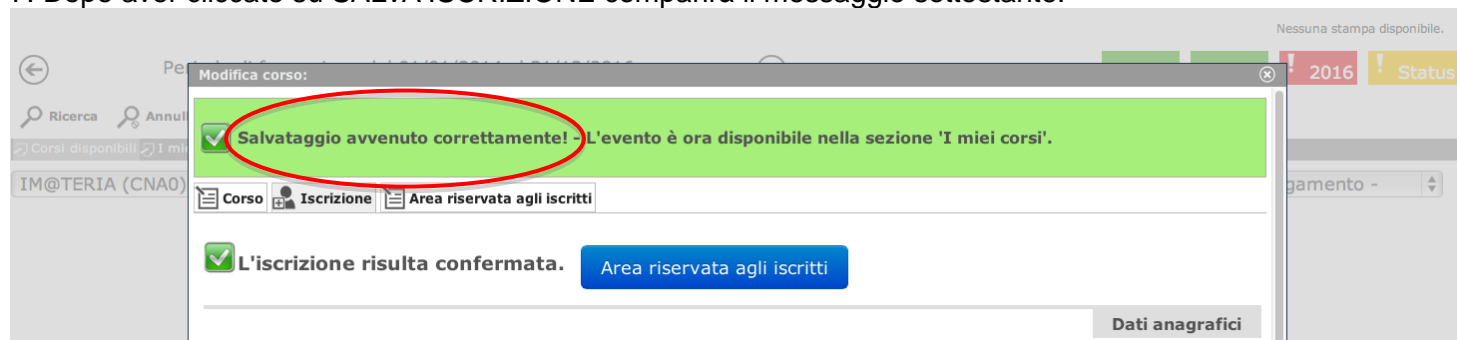 Nessuna stampa disponibile.
2016 ! Status
Modifica corso:
Ricerca Annull
Salvataggio avvenuto correttamente! - L'evento è ora disponibile nella sezione 'I miei corsi'.
Corsi disponibili I mi
IM@TERIA (CNA0)
gamento -
Corso Iscrizione Area riservata agli iscritti
L'iscrizione risulta confermata. Area riservata agli iscritti
Dati anagrafici